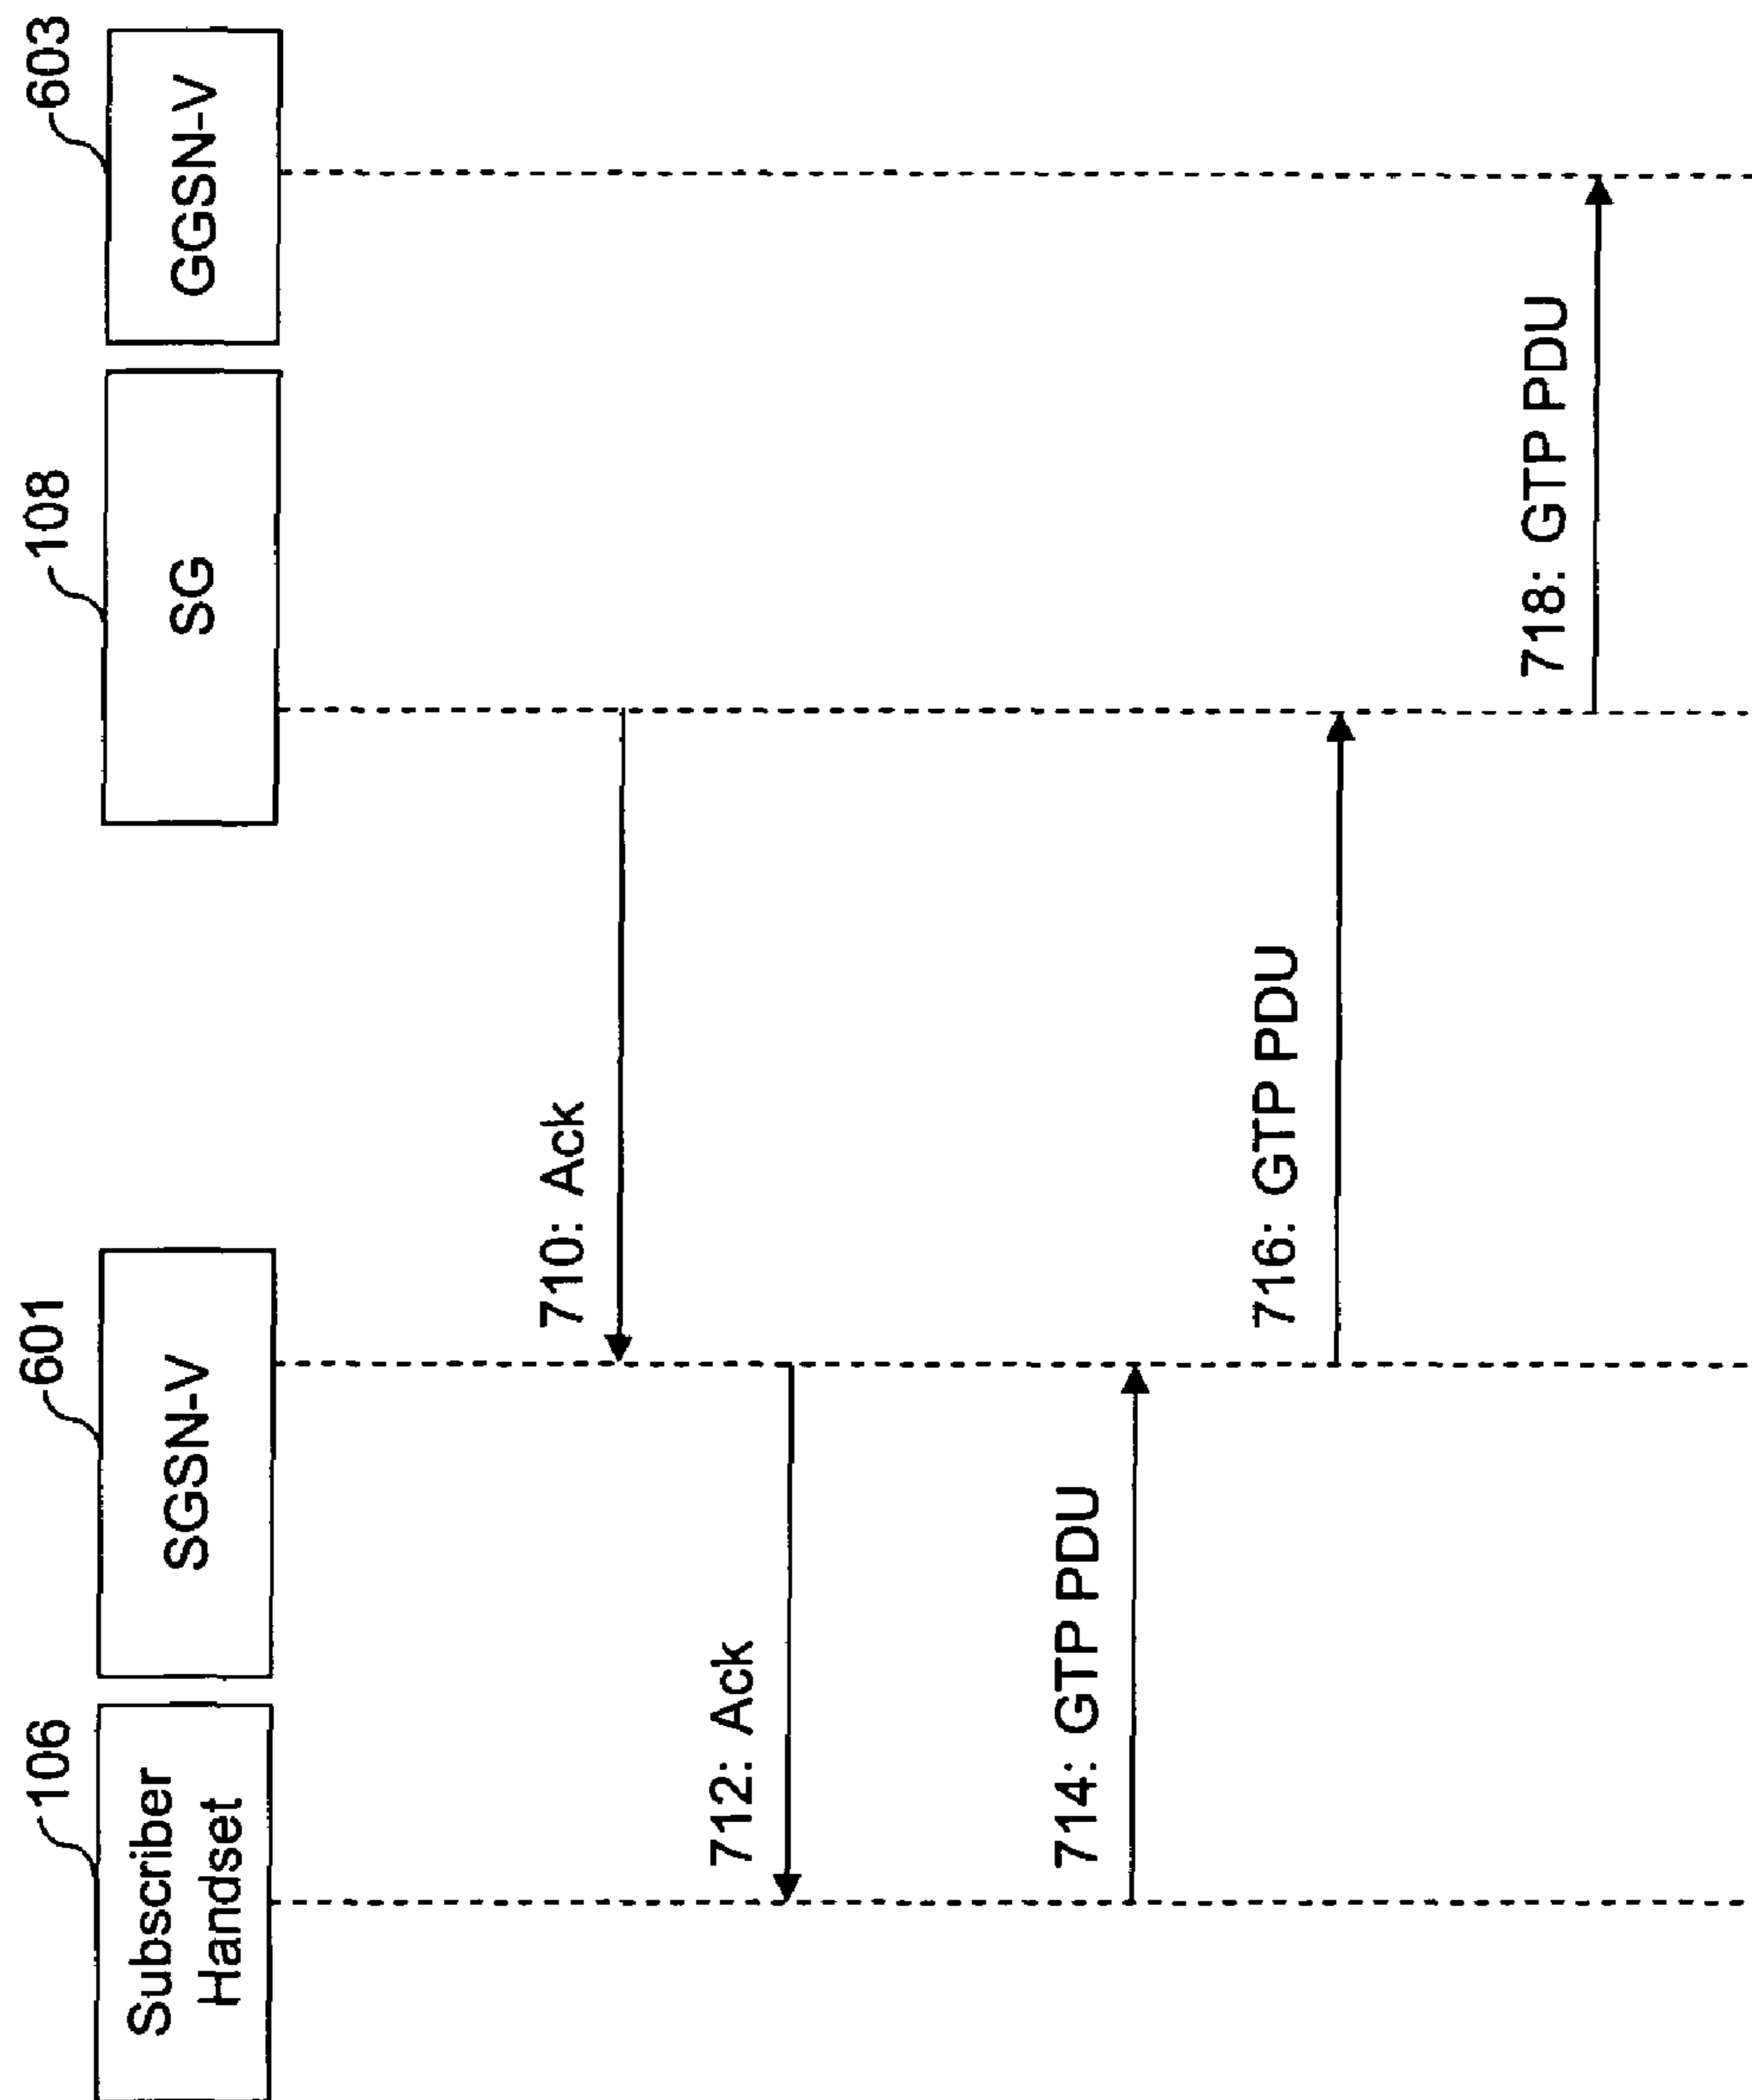 106
Subscriber
Handset
601
SGSN-V
108
SG
603
GGSN-V
710: Ack
712: Ack
714: GTP PDU
716: GTP PDU
718: GTP PDU